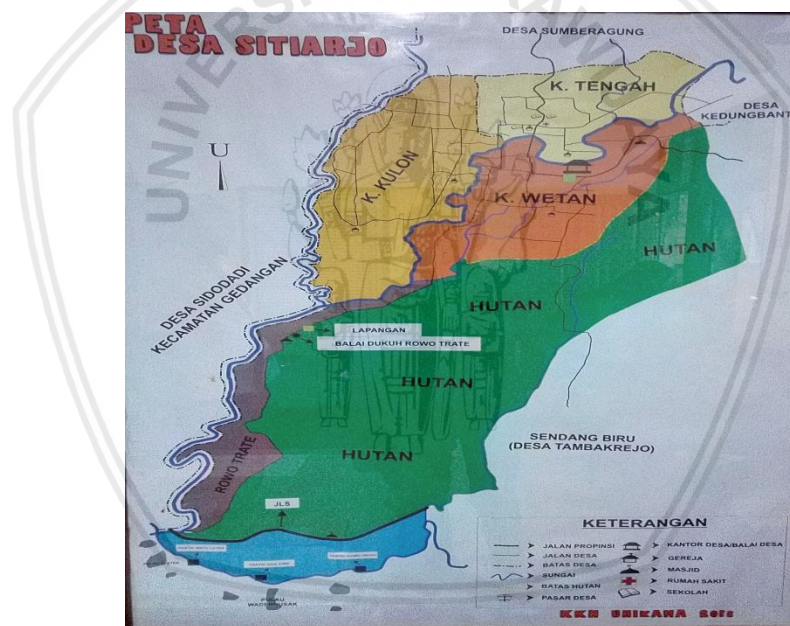 PETA
DESA SITIARJO
DESA SUMBERAGUNG
K. TENGAH
DESA
KEDUNGBANT
U
K. KULON
K. WETAN
HUTAN
DESA SIDODADI
KECAMATAN GEDANGAN
HUTAN
LAPANGAN
BALAI DUKUH ROWO TRATE
HUTAN
SENDANG BIRU
(DESA TAMBAKREJO)
HUTAN
ROWO TRATE
JLS
PULAU
KETERANGAN
JALAN PROPINSI
JALAN DESA
BATAS DESA
SUNGAI
BATAS HUTAN
PASAR DESA
KANTOR DESA/BALAI DESA
GEREJA
MASJID
RUMAH SAKIT
SEKOLAH